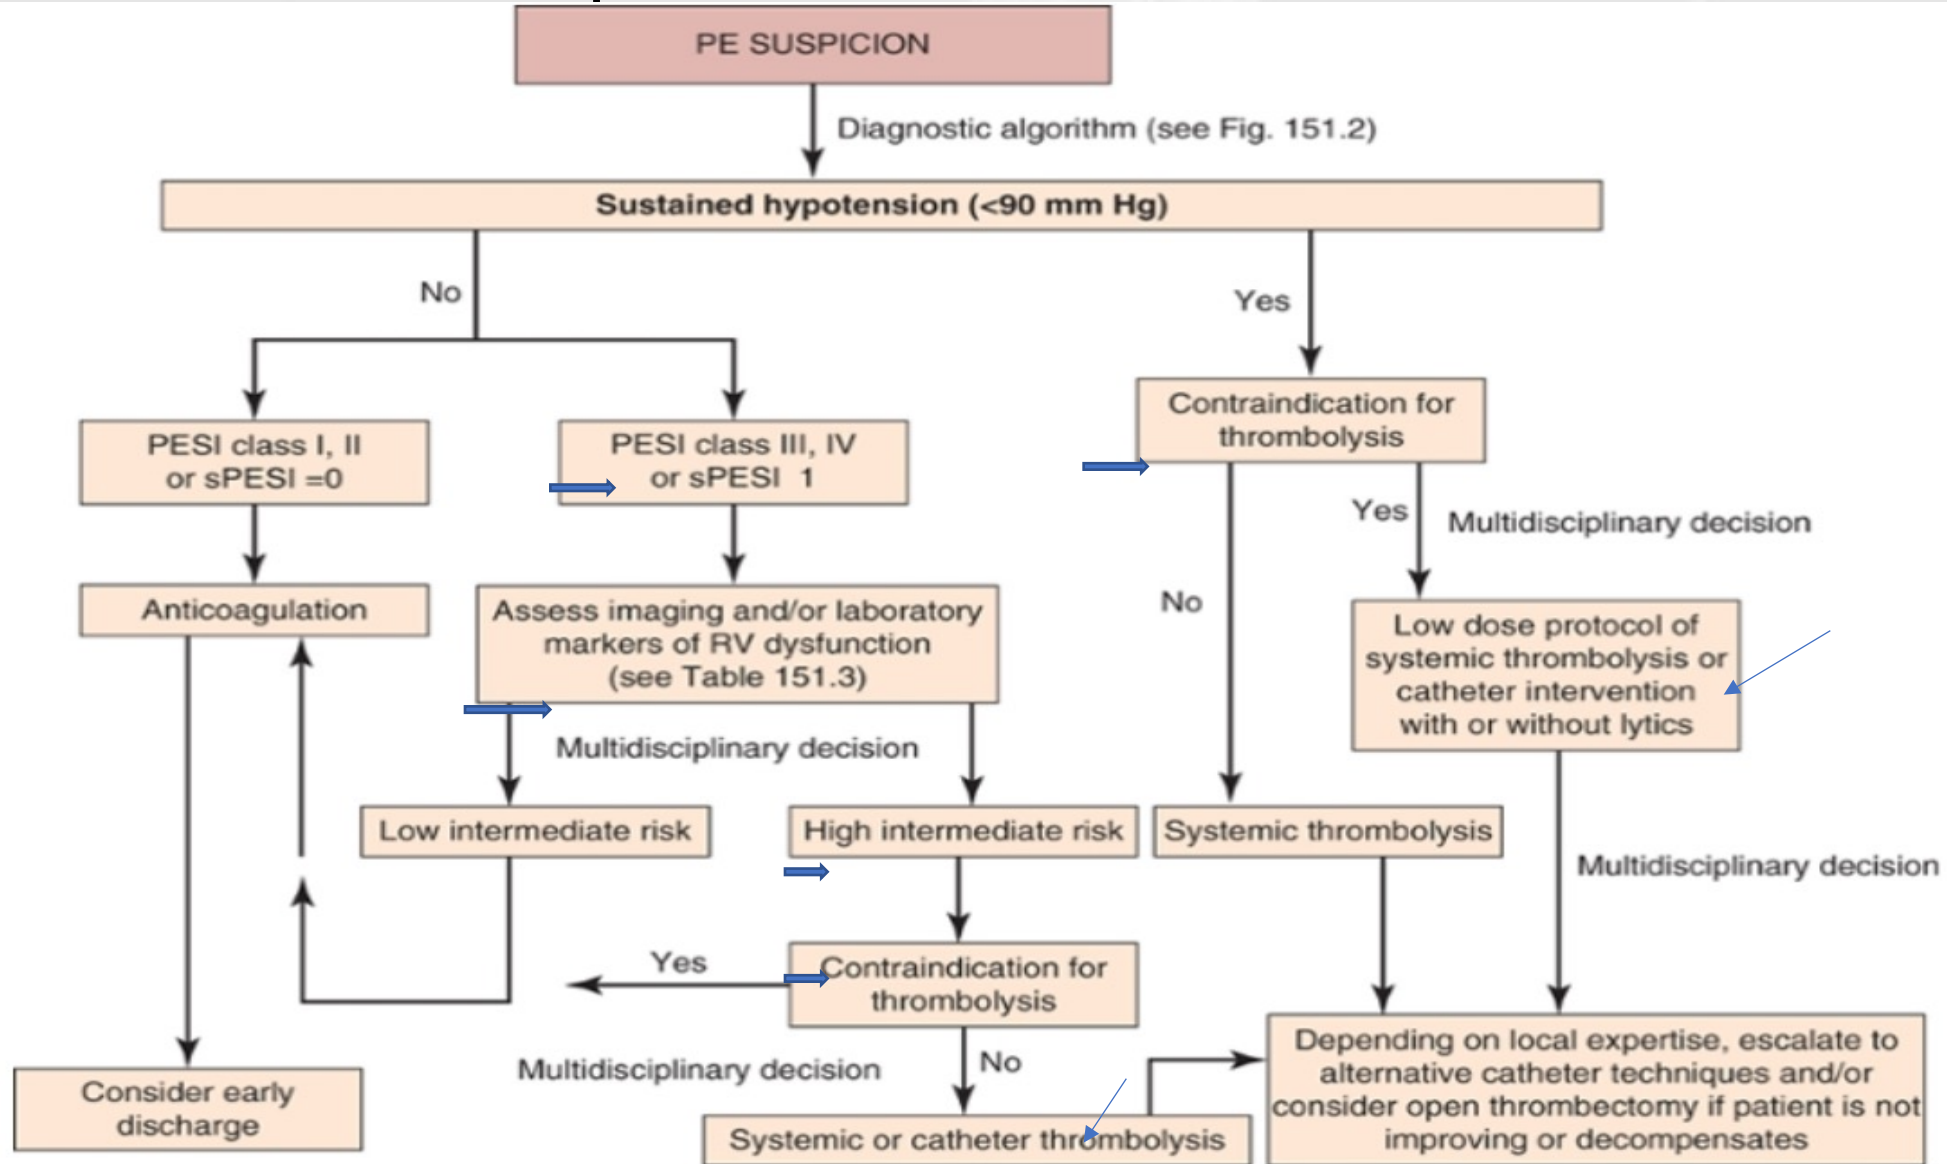 PE SUSPICION
Diagnostic algorithm (see Fig. 151.2)
Sustained hypotension (<90 mm Hg)
No
Yes
PESI class I, II
or sPESI =0
PESI class III, IV
or sPESI 1
Contraindication for
thrombolysis
Yes
Multidisciplinary decision
No
Anticoagulation
Assess imaging and/or laboratory
markers of RV dysfunction
(see Table 151.3)
Low dose protocol of
systemic thrombolysis or
catheter intervention
with or without lytics
Multidisciplinary decision
Low intermediate risk
High intermediate risk
Systemic thrombolysis
Multidisciplinary decision
Yes
Contraindication for
thrombolysis
Multidisciplinary decision
No
Consider early
discharge
Systemic or catheter thrombolysis
Depending on local expertise, escalate to
alternative catheter techniques and/or
consider open thrombectomy if patient is not
improving or decompensates